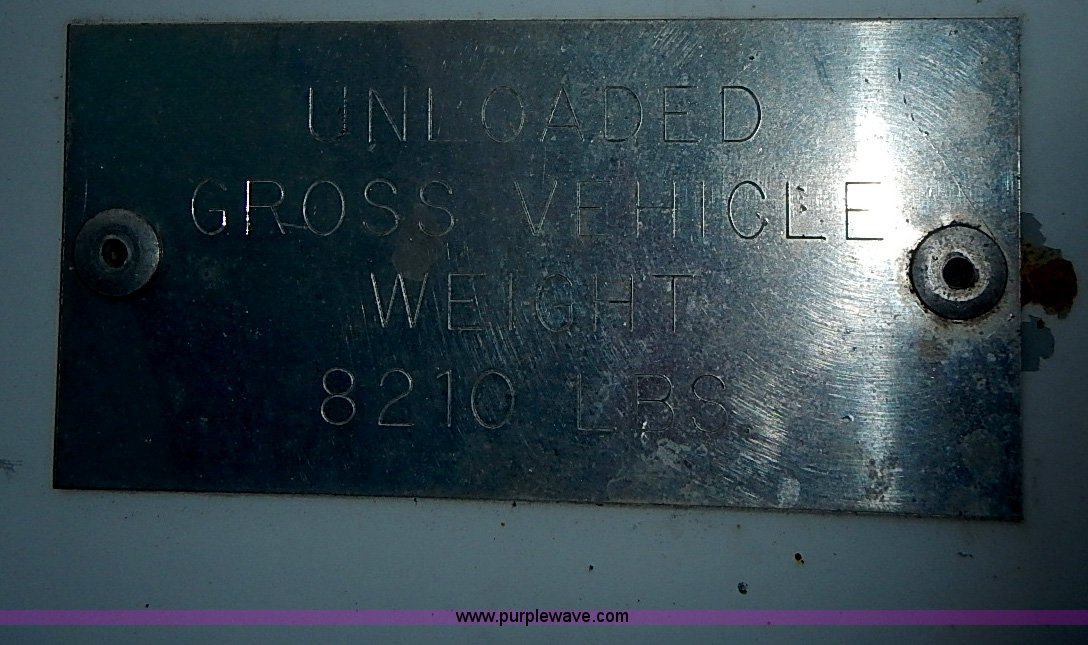 UNLOADED
GROSS VEHICLE
WEIGHT
8210 LBS.
www.purplewave.com